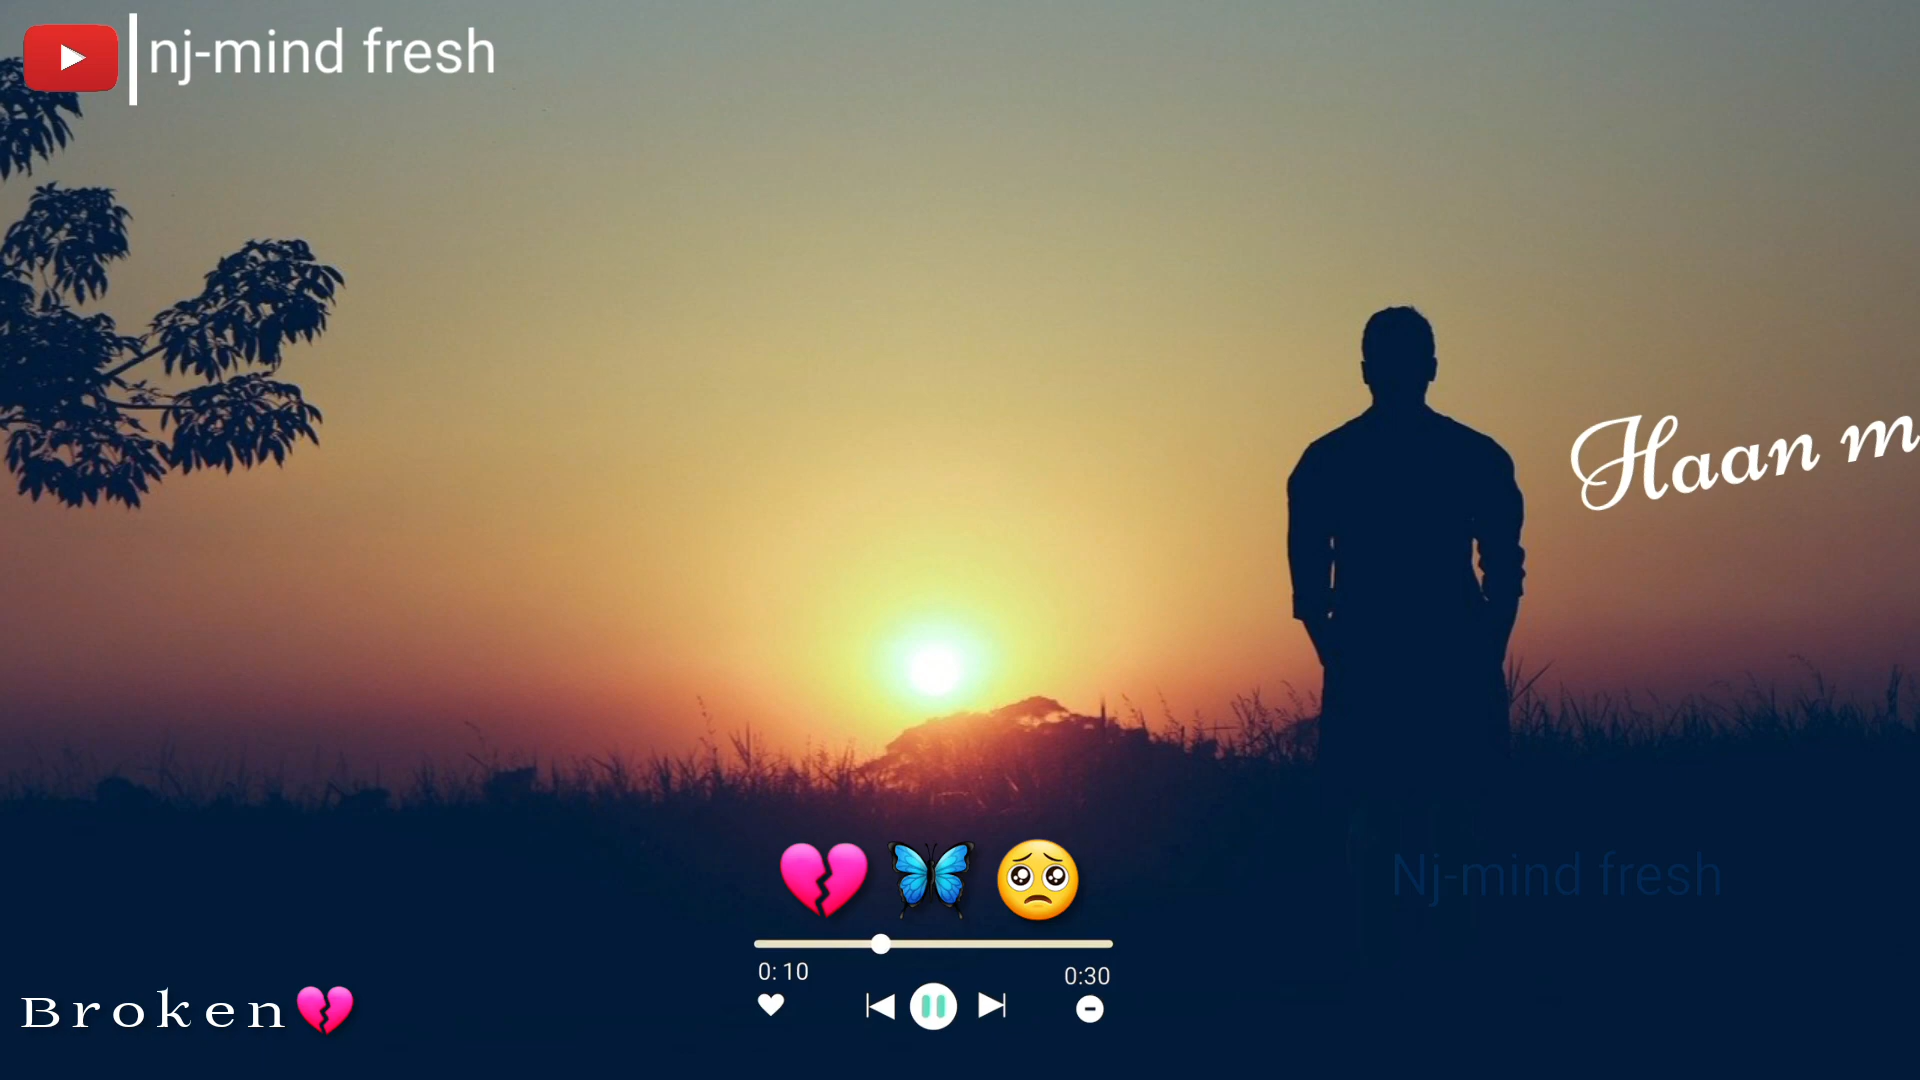 nj-mind fresh
Haan m
Nj-mind fresh
0:10
0:30
Broken💔